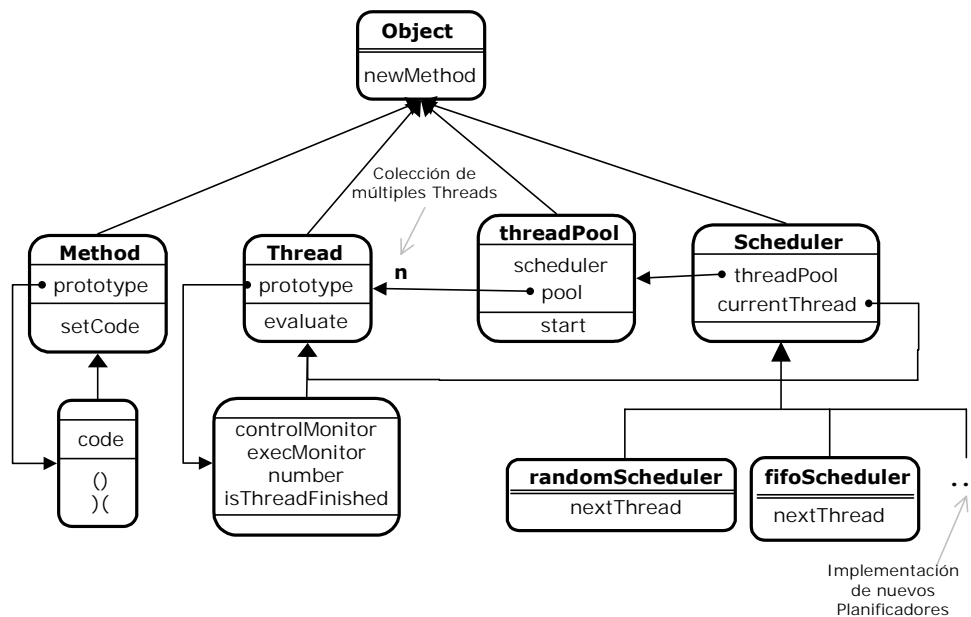 Object
newMethod
Colección de
múltiples Threads
Method
prototype
setCode
Thread
prototype
evaluate
n
threadPool
scheduler
pool
start
Scheduler
threadPool
currentThread
code
()
)(
controlMonitor
execMonitor
number
isThreadFinished
randomScheduler
nextThread
fifoScheduler
nextThread
..
Implementación
de nuevos
Planificadores